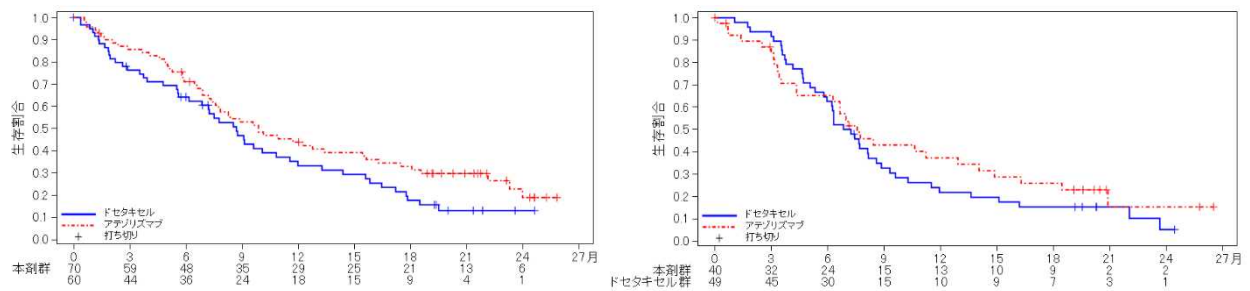 1.0
0.9
0.8
0.7
0.6
0.5
0.4
0.3
0.2
0.1
0.0
生存割合
ドセタキセル
アテゾリズマブ
打ち切り
0 3 6 9 12 15 18 21 24 27月
本剤群 70 59 48 35 29 25 21 13 6
60 44 36 24 18 15 9 4 1
1.0
0.9
0.8
0.7
0.6
0.5
0.4
0.3
0.2
0.1
0.0
生存割合
ドセタキセル
アテゾリズマブ
打ち切り
0 3 6 9 12 15 18 21 24 27月
本剤群 40 32 24 15 13 10 9 2 2
ドセタキセル群 49 45 30 15 10 9 7 3 1